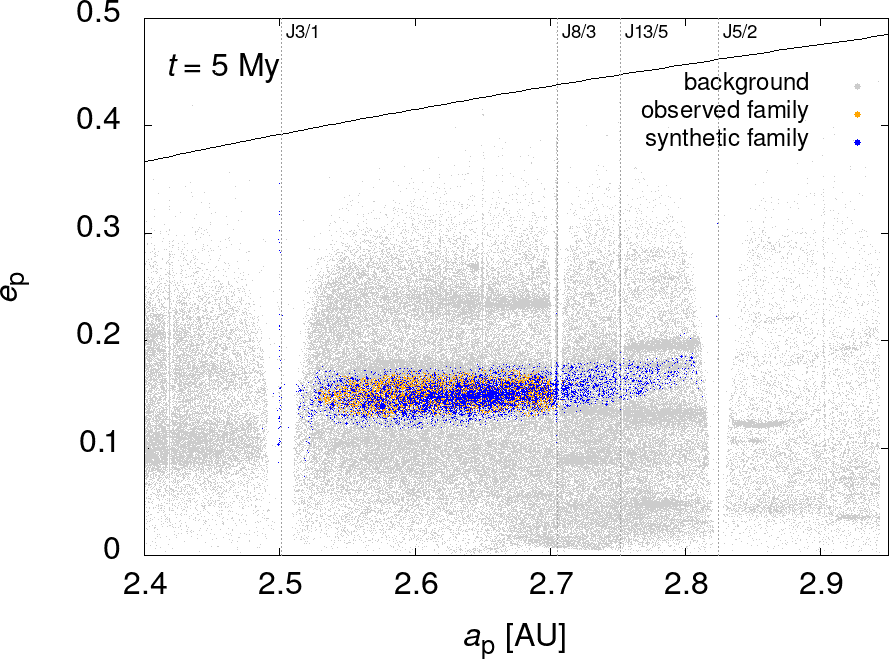 0.5
J3/1
J8/3
J13/5
J5/2
t = 5 My
background
observed family
synthetic family
0.4
0.3
0.2
0.1
0
ep
2.4
2.5
2.6
2.7
2.8
2.9
ap [AU]